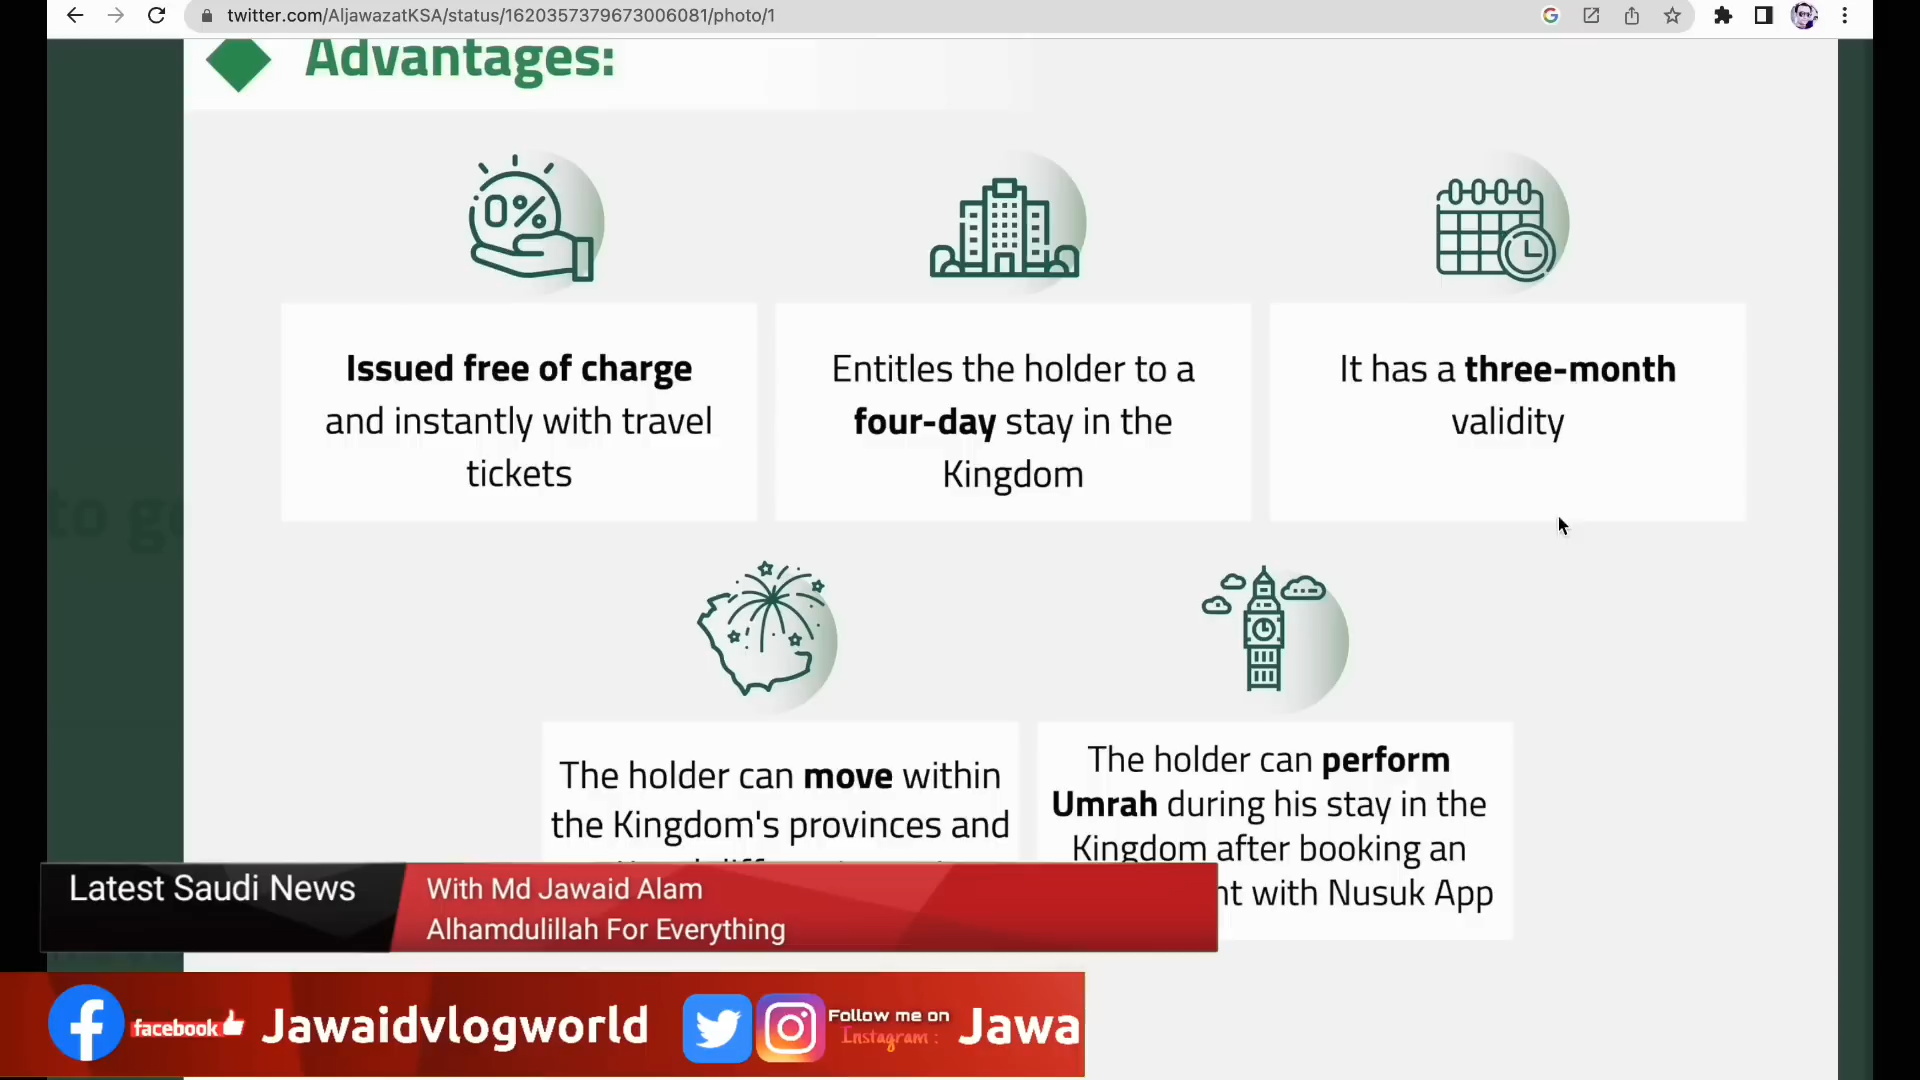 twitter.com/AljawazatKSA/status/1620357379673006081/photo/1
Advantages:
0%
Issued free of charge
and instantly with travel
tickets
Entitles the holder to a
four-day stay in the
Kingdom
It has a three-month
validity
to ge
The holder can move within
the Kingdom's provinces and
The holder can perform
Umrah during his stay in the
Kingdom after booking an
nt with Nusuk App
Latest Saudi News
With Md Jawaid Alam
Alhamdulillah For Everything
facebook
Jawaidvlogworld
Follow me on
Instagram :
Jawa